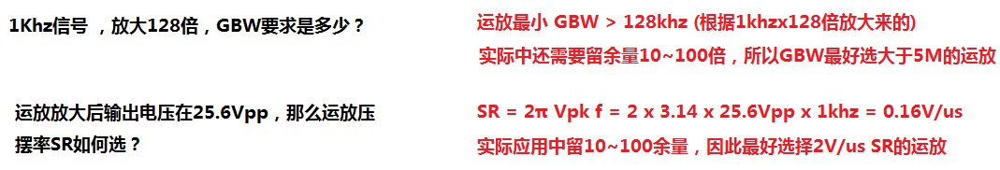 1Khz信号 ，放大128倍，GBW要求是多少？
运放最小 GBW > 128khz (根据1khzx128倍放大来的)
实际中还需要留余量10~100倍，所以GBW最好选大于5M的运放
运放放大后输出电压在25.6Vpp，那么运放压
摆率SR如何选？
SR = 2π Vpk f = 2 x 3.14 x 25.6Vpp x 1khz = 0.16V/us
实际应用中留10~100余量，因此最好选择2V/us SR的运放